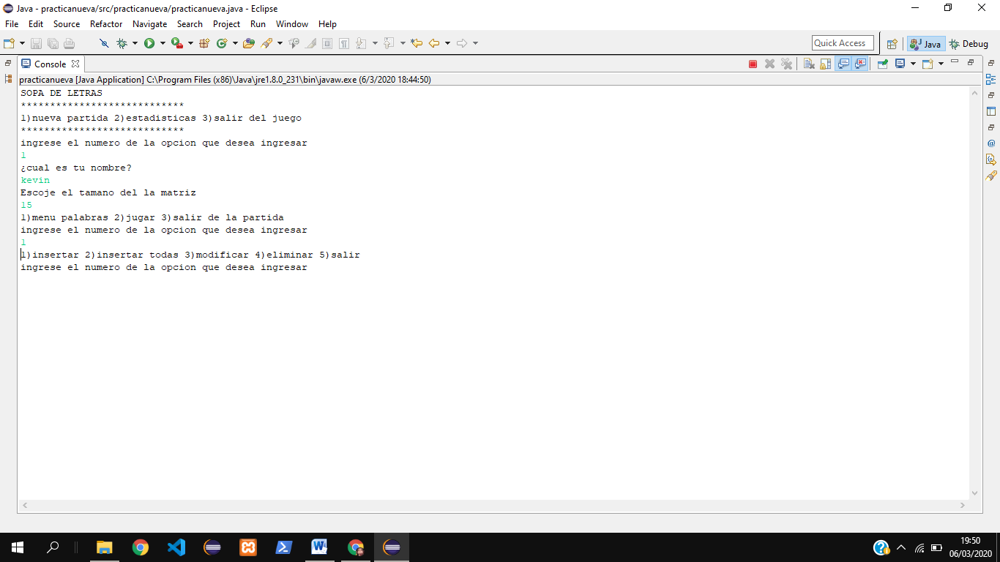 Java - practicanueva/src/practicanueva/practicanueva.java - Eclipse
File Edit Source Refactor Navigate Search Project Run Window Help
Quick Access Java Debug
Console
practicanueva [Java Application] C:\Program Files (x86)\Java\jre1.8.0_231\bin\javaw.exe (6/3/2020 18:44:50)
SOPA DE LETRAS
****************************
1)nueva partida 2)estadisticas 3)salir del juego
****************************
ingrese el numero de la opcion que desea ingresar
1
¿cual es tu nombre?
kevin
Escoje el tamano del la matriz
15
1)menu palabras 2)jugar 3)salir de la partida
ingrese el numero de la opcion que desea ingresar
1
1)insertar 2)insertar todas 3)modificar 4)eliminar 5)salir
ingrese el numero de la opcion que desea ingresar
19:50
06/03/2020